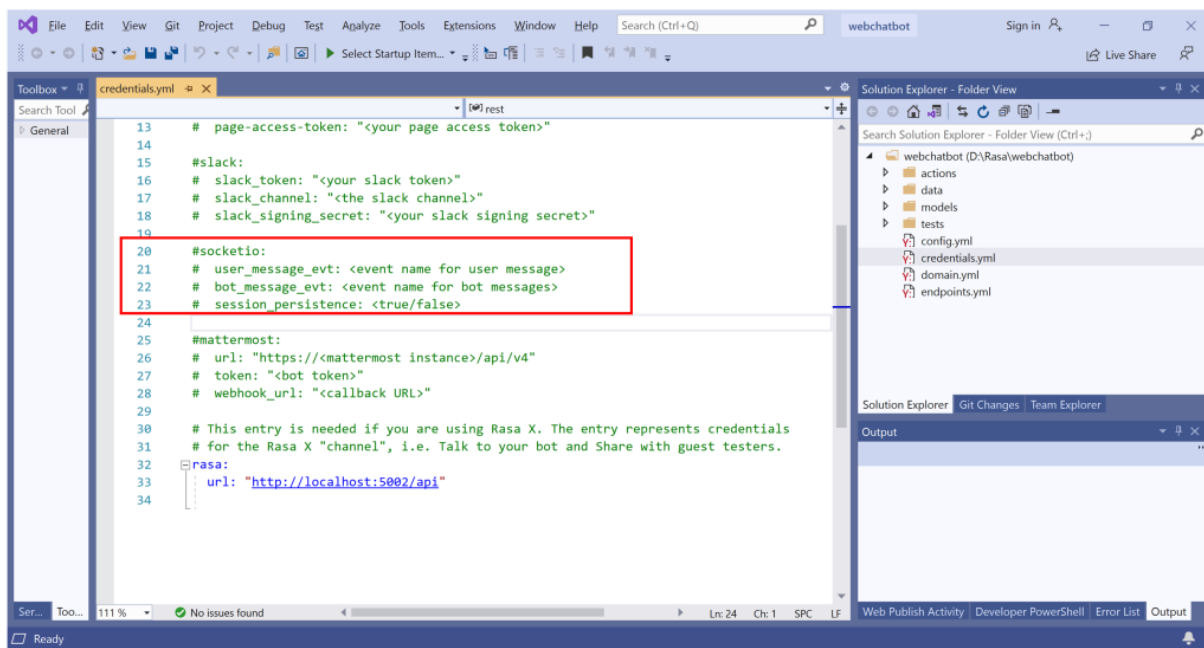 File Edit View Git Project Debug Test Analyze Tools Extensions Window Help Search (Ctrl+Q) webchatbot Sign in
Select Startup Item... Live Share
Toolbox
Search Tool
General
credentials.yml
rest
13 # page-access-token: "<your page access token>"
14
15 #slack:
16 # slack_token: "<your slack token>"
17 # slack_channel: "<the slack channel>"
18 # slack_signing_secret: "<your slack signing secret>"
19
20 #socketio:
21 # user_message_evt: <event name for user message>
22 # bot_message_evt: <event name for bot messages>
23 # session_persistence: <true/false>
24
25 #mattermost:
26 # url: "https://<mattermost instance>/api/v4"
27 # token: "<bot token>"
28 # webhook_url: "<callback URL>"
29
30 # This entry is needed if you are using Rasa X. The entry represents credentials
31 # for the Rasa X "channel", i.e. Talk to your bot and Share with guest testers.
32 rasa:
33 url: "http://localhost:5002/api"
34
Solution Explorer - Folder View
Search Solution Explorer - Folder View (Ctrl+;)
webchatbot (D:\Rasa\webchatbot)
actions
data
models
tests
config.yml
credentials.yml
domain.yml
endpoints.yml
Solution Explorer Git Changes Team Explorer
Output
Ser... Too... 111 % No issues found Ln: 24 Ch: 1 SPC LF
Web Publish Activity Developer PowerShell Error List Output
Ready